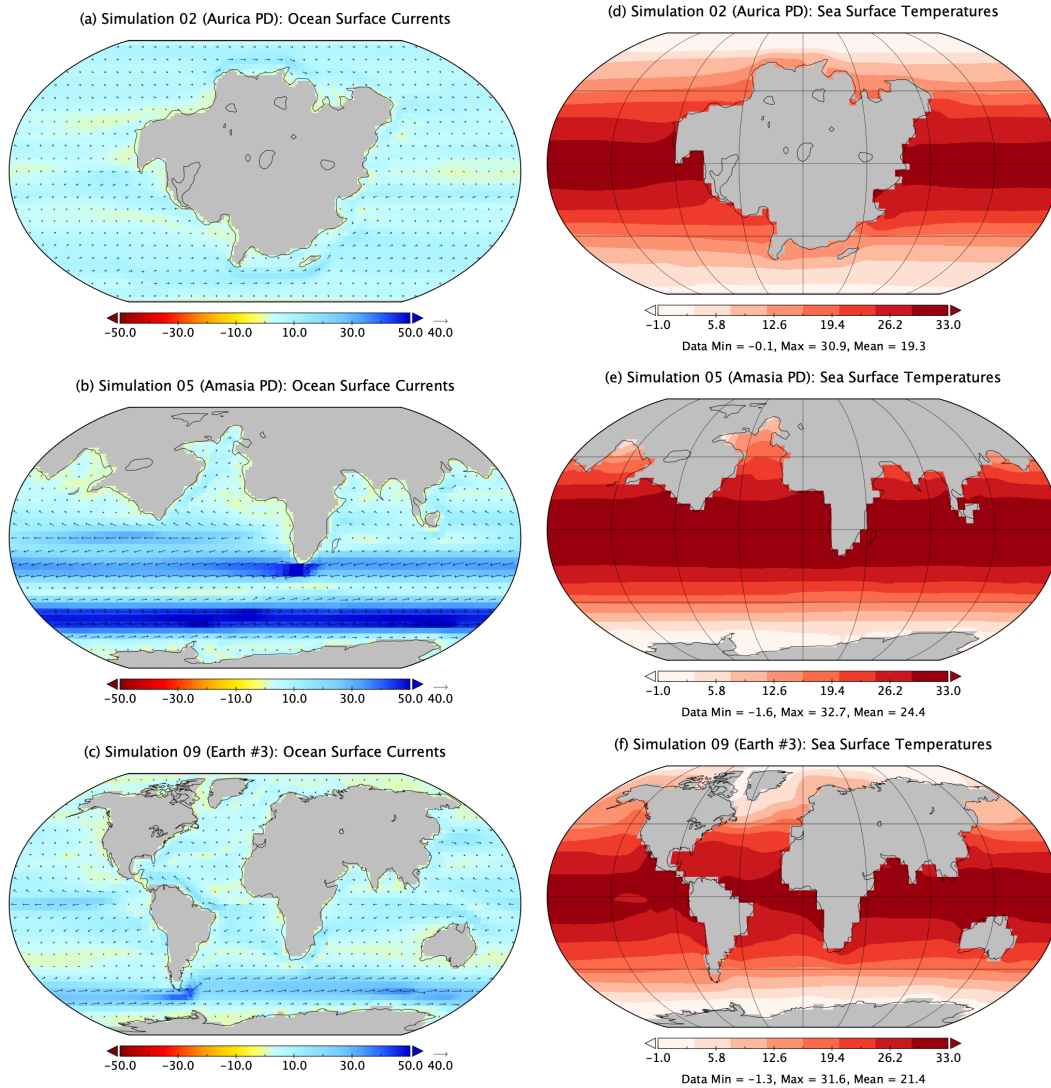 (a) Simulation 02 (Aurica PD): Ocean Surface Currents
-50.0 -30.0 -10.0 10.0 30.0 50.0 40.0
(d) Simulation 02 (Aurica PD): Sea Surface Temperatures
-1.0 5.8 12.6 19.4 26.2 33.0
Data Min = -0.1, Max = 30.9, Mean = 19.3
(b) Simulation 05 (Amasia PD): Ocean Surface Currents
-50.0 -30.0 -10.0 10.0 30.0 50.0 40.0
(e) Simulation 05 (Amasia PD): Sea Surface Temperatures
-1.0 5.8 12.6 19.4 26.2 33.0
Data Min = -1.6, Max = 32.7, Mean = 24.4
(c) Simulation 09 (Earth #3): Ocean Surface Currents
-50.0 -30.0 -10.0 10.0 30.0 50.0 40.0
(f) Simulation 09 (Earth #3): Sea Surface Temperatures
-1.0 5.8 12.6 19.4 26.2 33.0
Data Min = -1.3, Max = 31.6, Mean = 21.4